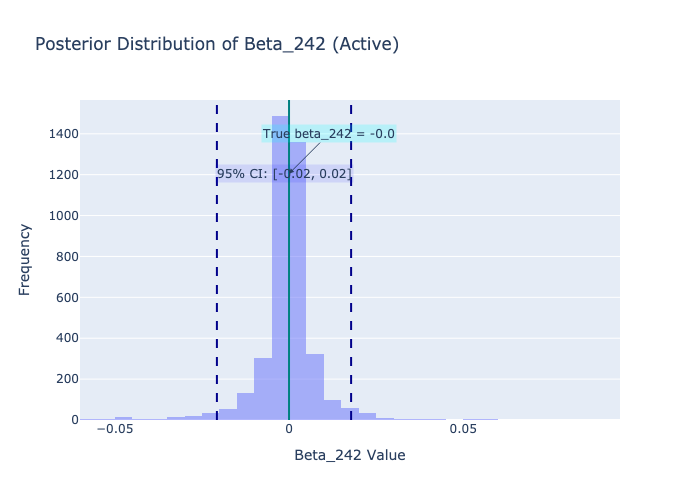 Posterior Distribution of Beta_242 (Active)
1400
1200
1000
800
600
400
200
0
True beta_242 = -0.0
95% CI: [-0.02, 0.02]
−0.05
0
0.05
Beta_242 Value
Frequency